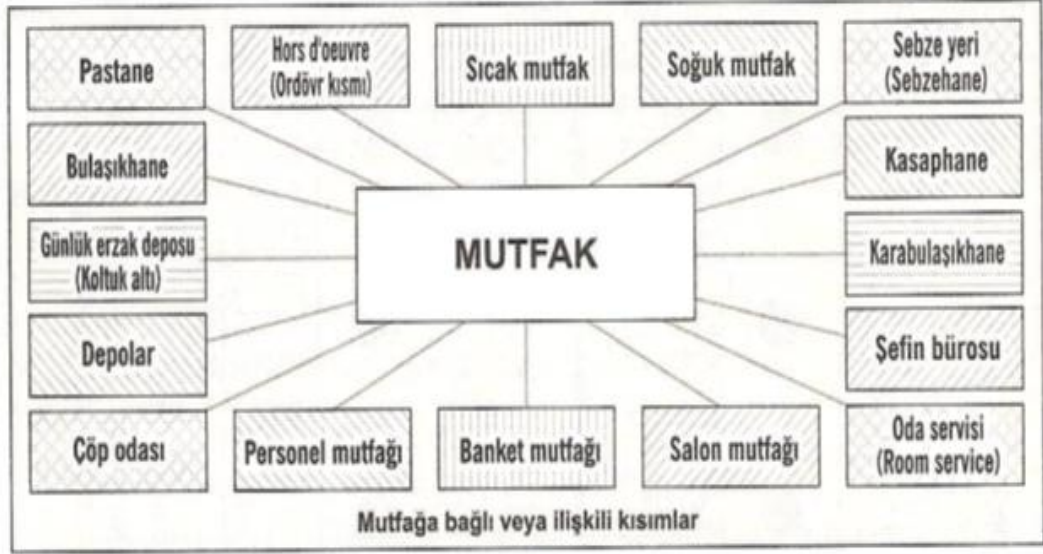 Pastane
Hors d'oeuvre
(Ordövr kısmı)
Sıcak mutfak
Soğuk mutfak
Sebze yeri
(Sebzehane)
Bulaşıkhane
Kasaphane
MUTFAK
Günlük erzak deposu
(Koltuk altı)
Karabulaşıkhane
Depolar
Şefin bürosu
Çöp odası
Personel mutfağı
Banket mutfağı
Salon mutfağı
Oda servisi
(Room service)
Mutfağa bağlı veya ilişkili kısımlar